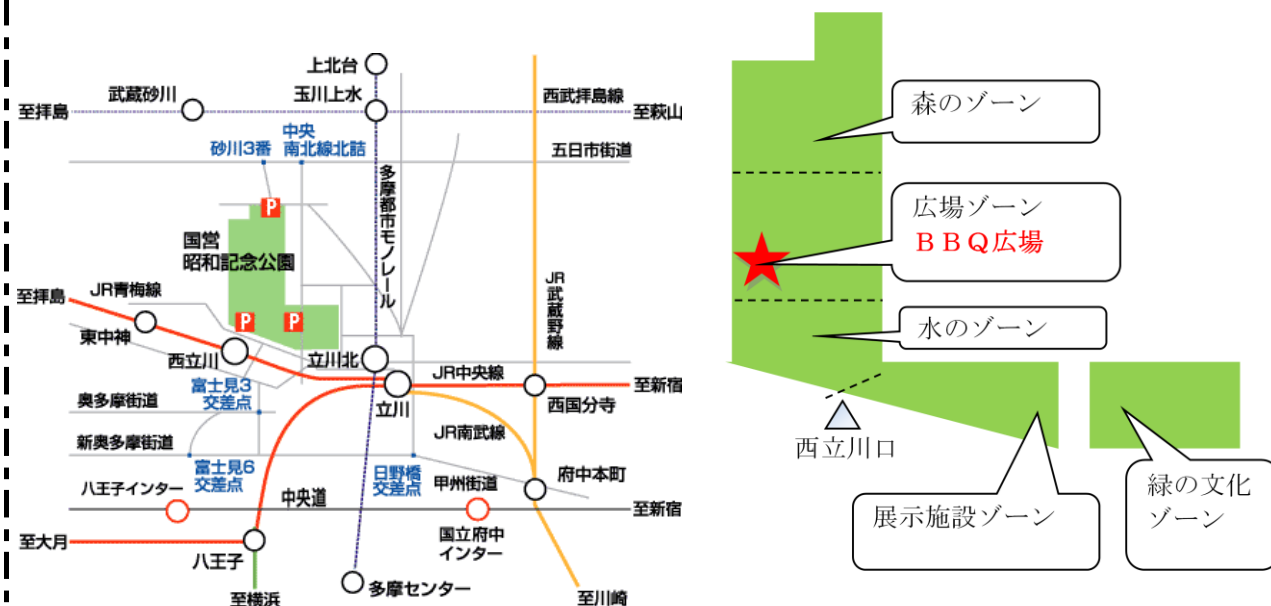 上北台
武蔵砂川
玉川上水
西武拝島線
至拝島
至萩山
中央
南北線北詰
砂川3番
五日市街道
P
多摩都市モノレール
国営
昭和記念公園
JR武蔵野線
至拝島
JR青梅線
P
P
東中神
西立川
立川北
JR中央線
至新宿
富士見3
交差点
立川
西国分寺
奥多摩街道
新奥多摩街道
JR南武線
富士見6
交差点
日野橋
交差点
甲州街道
府中本町
八王子インター
中央道
至新宿
国立府中
インター
至大月
八王子
多摩センター
至横浜
至川崎
森のゾーン
広場ゾーン
ＢＢＱ広場
水のゾーン
西立川口
展示施設ゾーン
緑の文化
ゾーン